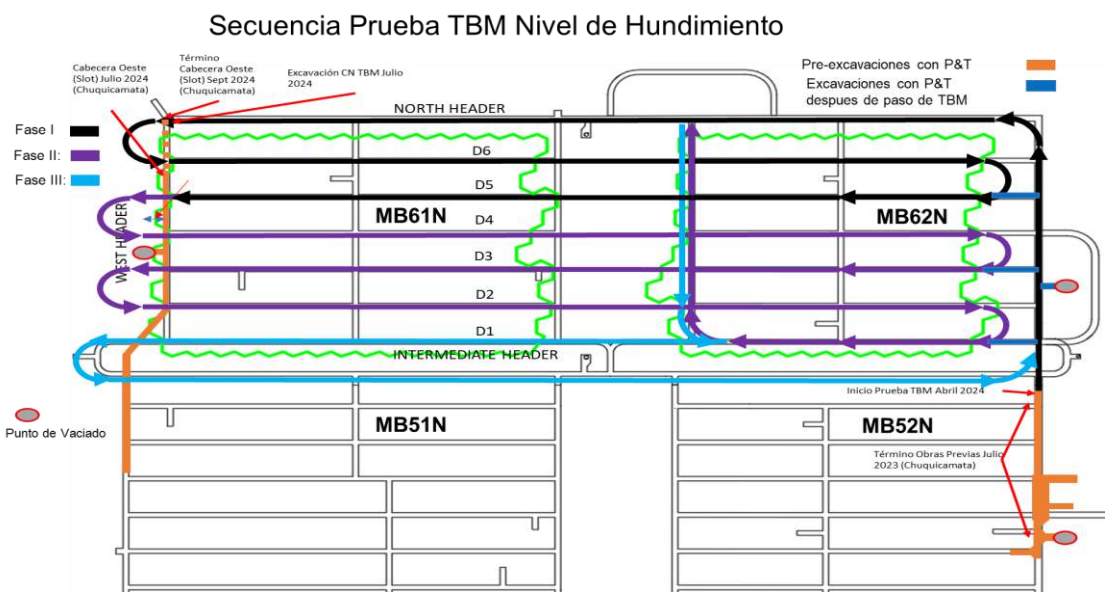 Secuencia Prueba TBM Nivel de Hundimiento
Cabecera Oeste
(Slot) Julio 2024
(Chuquicamata)
Término
Cabecera Oeste
(Slot) Sept 2024
(Chuquicamata)
Excavación CN TBM Julio
2024
Pre-excavaciones con P&T
Excavaciones con P&T
despues de paso de TBM
NORTH HEADER
Fase I
Fase II:
Fase III:
D6
D5
MB61N
D4
MB62N
WEST HEADER
D3
D2
D1
INTERMEDIATE HEADER
Inicio Prueba TBM Abril 2024
Punto de Vaciado
MB51N
MB52N
Término Obras Previas Julio
2023 (Chuquicamata)